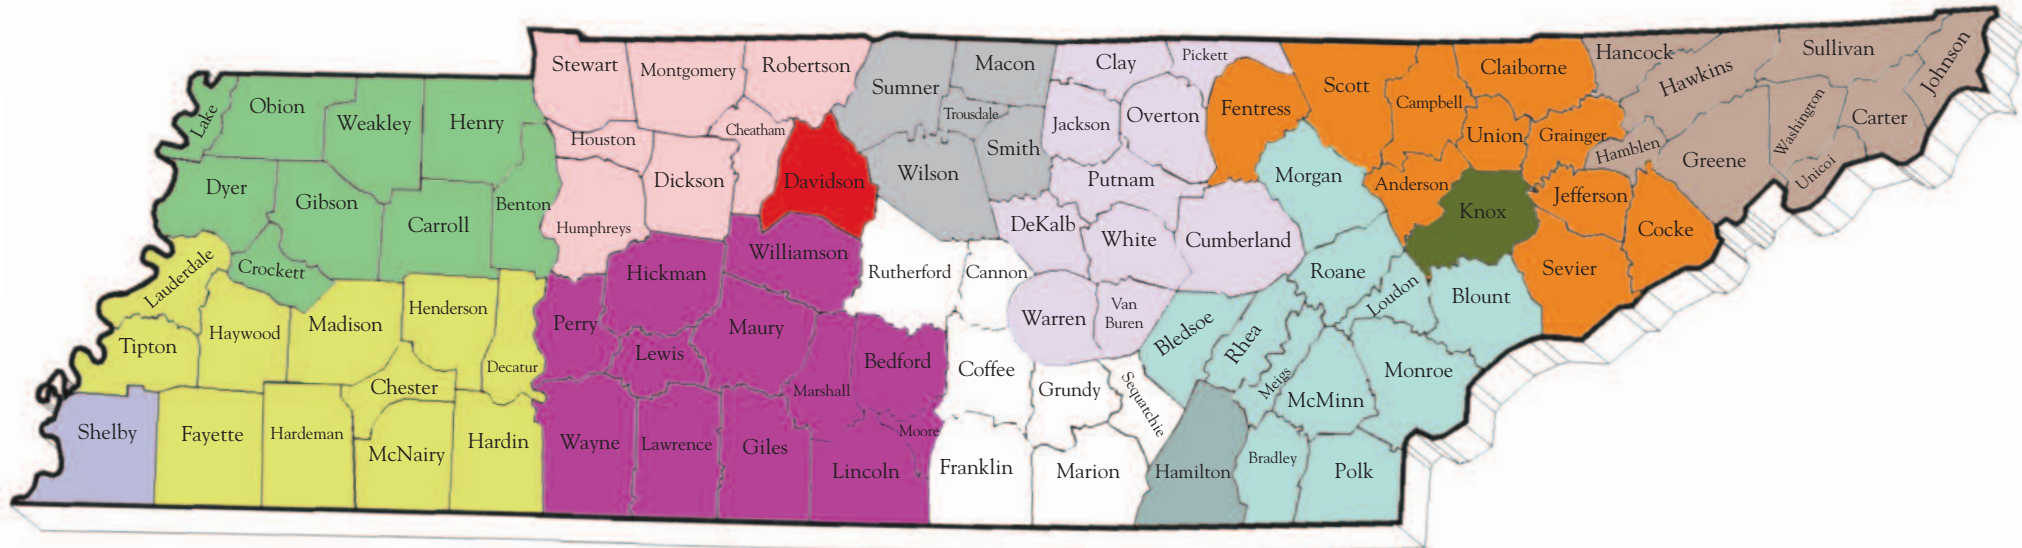 Lake
Obion
Weakley
Henry
Dyer
Gibson
Carroll
Benton
Crockett
Lauderdale
Tipton
Haywood
Madison
Henderson
Decatur
Chester
Shelby
Fayette
Hardeman
McNairy
Hardin
Stewart
Montgomery
Robertson
Houston
Cheatham
Dickson
Humphreys
Davidson
Hickman
Williamson
Perry
Lewis
Maury
Bedford
Marshall
Wayne
Lawrence
Giles
Moore
Lincoln
Sumner
Macon
Trousdale
Smith
Wilson
Rutherford
Cannon
Coffee
Grundy
Sequatchie
Franklin
Marion
Clay
Pickett
Jackson
Overton
Putnam
DeKalb
White
Cumberland
Warren
Van
Buren
Fentress
Scott
Campbell
Claiborne
Union
Grainger
Anderson
Jefferson
Cocke
Sevier
Knox
Morgan
Roane
Loudon
Blount
Bledsoe
Rhea
Meigs
McMinn
Monroe
Hamilton
Bradley
Polk
Hancock
Hawkins
Sullivan
Johnson
Hamblen
Greene
Washington
Carter
Unicoi